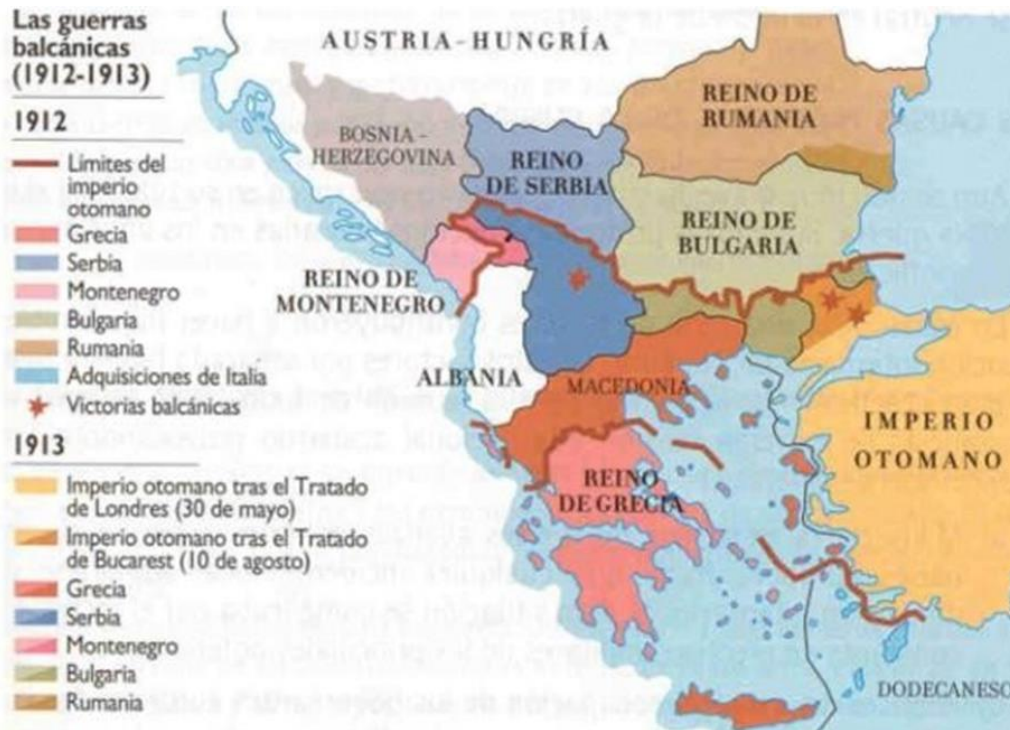 Las guerras
balcánicas
(1912-1913)
1912
Límites del
imperio
otomano
Grecia
Serbia
Montenegro
Bulgaria
Rumania
Adquisiciones de Italia
Victorias balcánicas
1913
Imperio otomano tras el Tratado
de Londres (30 de mayo)
Imperio otomano tras el Tratado
de Bucarest (10 de agosto)
Grecia
Serbia
Montenegro
Bulgaria
Rumania
AUSTRIA-HUNGRÍA
BOSNIA-
HERZEGOVINA
REINO
DE SERBIA
REINO DE
RUMANIA
REINO DE
BULGARIA
REINO DE
MONTENEGRO
ALBANIA
MACEDONIA
REINO
DE GRECIA
IMPERIO
OTOMANO
DODECANESO